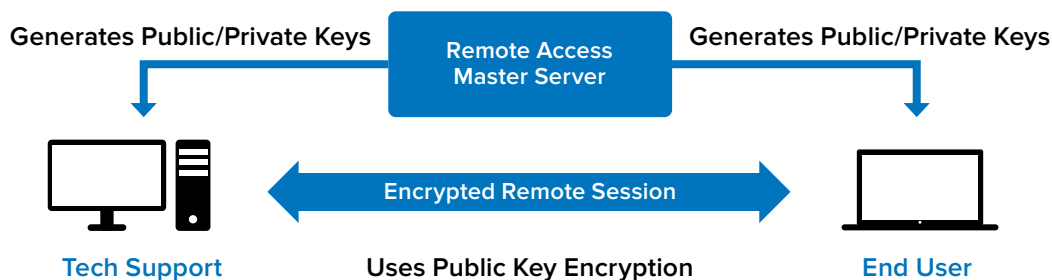 Generates Public/Private Keys
Remote Access
Master Server
Generates Public/Private Keys
Encrypted Remote Session
Tech Support
Uses Public Key Encryption
End User